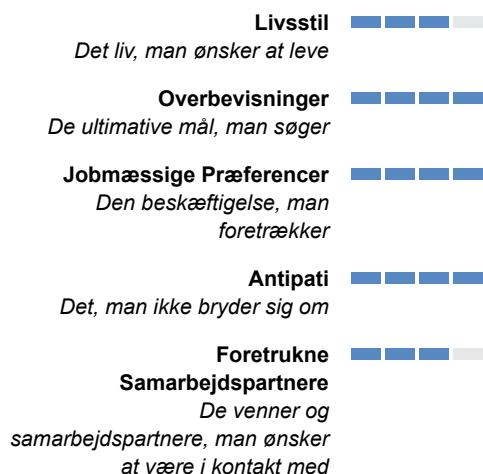 Livsstil
Det liv, man ønsker at leve
Overbevisninger
De ultimative mål, man søger
Jobmæssige Præferencer
Den beskæftigelse, man
foretrækker
Antipati
Det, man ikke bryder sig om
Foretrukne
Samarbejdspartnere
De venner og
samarbejdspartnere, man ønsker
at være i kontakt med